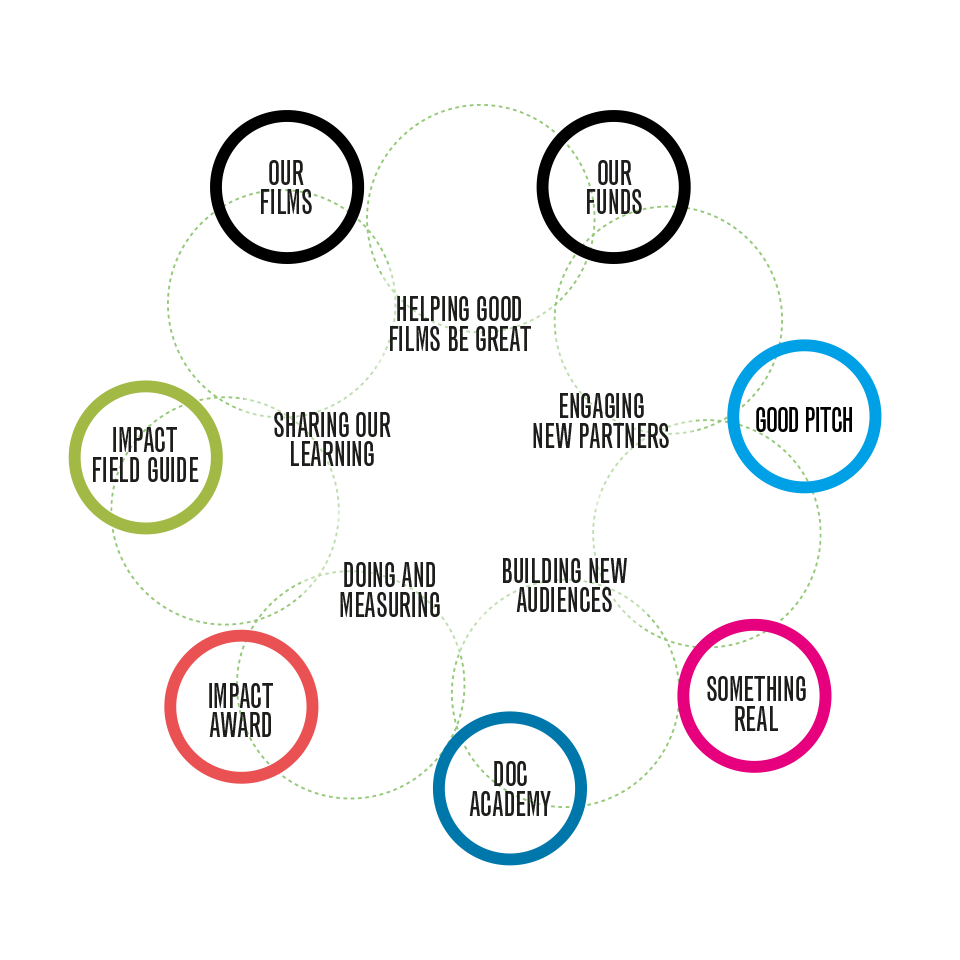 OUR
FILMS
OUR
FUNDS
HELPING GOOD
FILMS BE GREAT
ENGAGING
NEW PARTNERS
GOOD PITCH
SHARING OUR
LEARNING
IMPACT
FIELD GUIDE
DOING AND
MEASURING
BUILDING NEW
AUDIENCES
IMPACT
AWARD
SOMETHING
REAL
DOC
ACADEMY